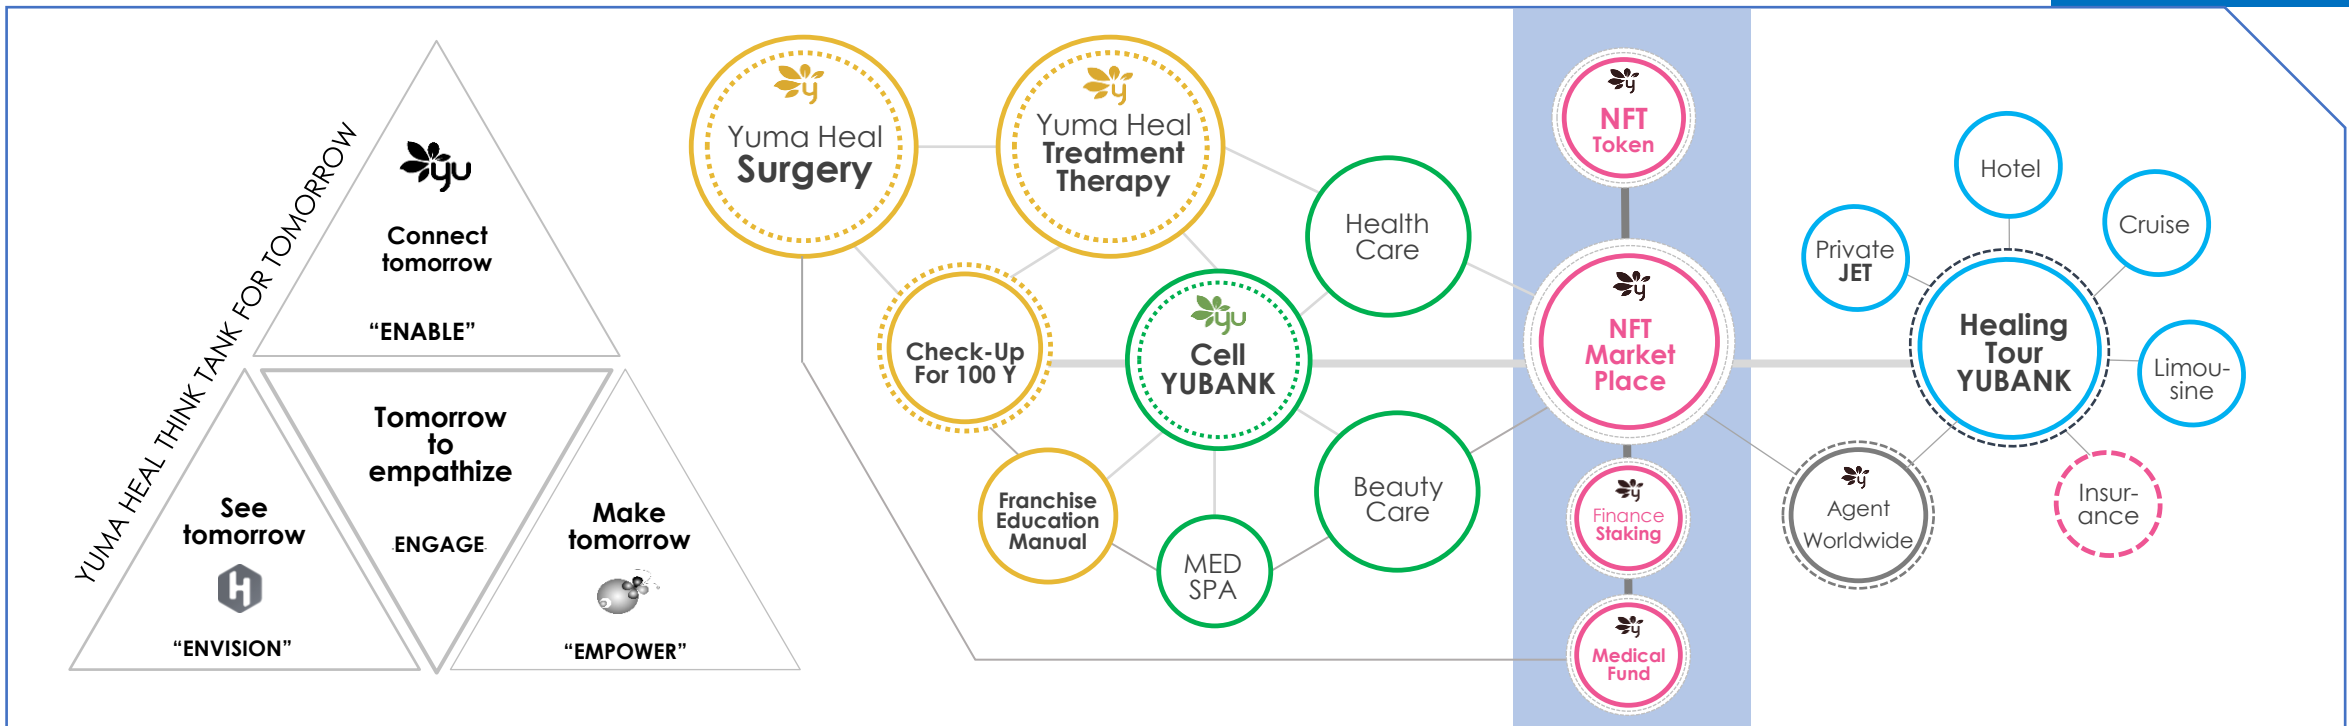 YUMA HEAL THINK TANK FOR TOMORROW
yu
Connect
tomorrow
“ENABLE”
Tomorrow
to
empathize
ENGAGE
See
tomorrow
H
“ENVISION”
Make
tomorrow
“EMPOWER”
y
Yuma Heal
Surgery
y
Yuma Heal
Treatment
Therapy
Health
Care
Check-Up
For 100 Y
yu
Cell
YUBANK
Franchise
Education
Manual
MED
SPA
Beauty
Care
y
NFT
Token
y
NFT
Market
Place
y
Finance
Staking
y
Medical
Fund
Hotel
Private
JET
Cruise
Healing
Tour
YUBANK
Limou-
sine
y
Agent
Worldwide
Insur-
ance